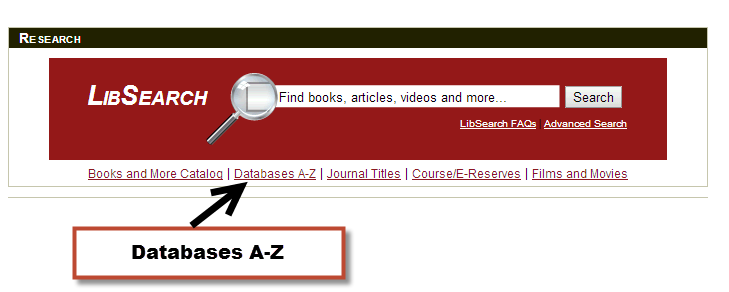 RESEARCH
LIBSEARCH
Find books, articles, videos and more...
Search
LibSearch FAQs | Advanced Search
Books and More Catalog | Databases A-Z | Journal Titles | Course/E-Reserves | Films and Movies
Databases A-Z